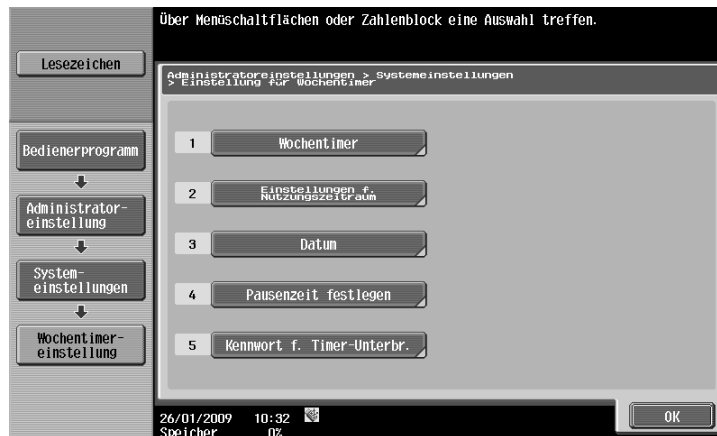 Über Menüschaltflächen oder Zahlenblock eine Auswahl treffen.
Lesezeichen
Administratoreinstellungen > Systemeinstellungen
> Einstellung für Wochentimer
Bedienerprogramm
Administrator-
einstellung
System-
einstellungen
Wochentimer-
einstellung
1 Wochentimer
2 Einstellungen f.
Nutzungszeitraum
3 Datum
4 Pausenzeit festlegen
5 Kennwort f. Timer-Unterbr.
26/01/2009 10:32
Speicher 0%
OK